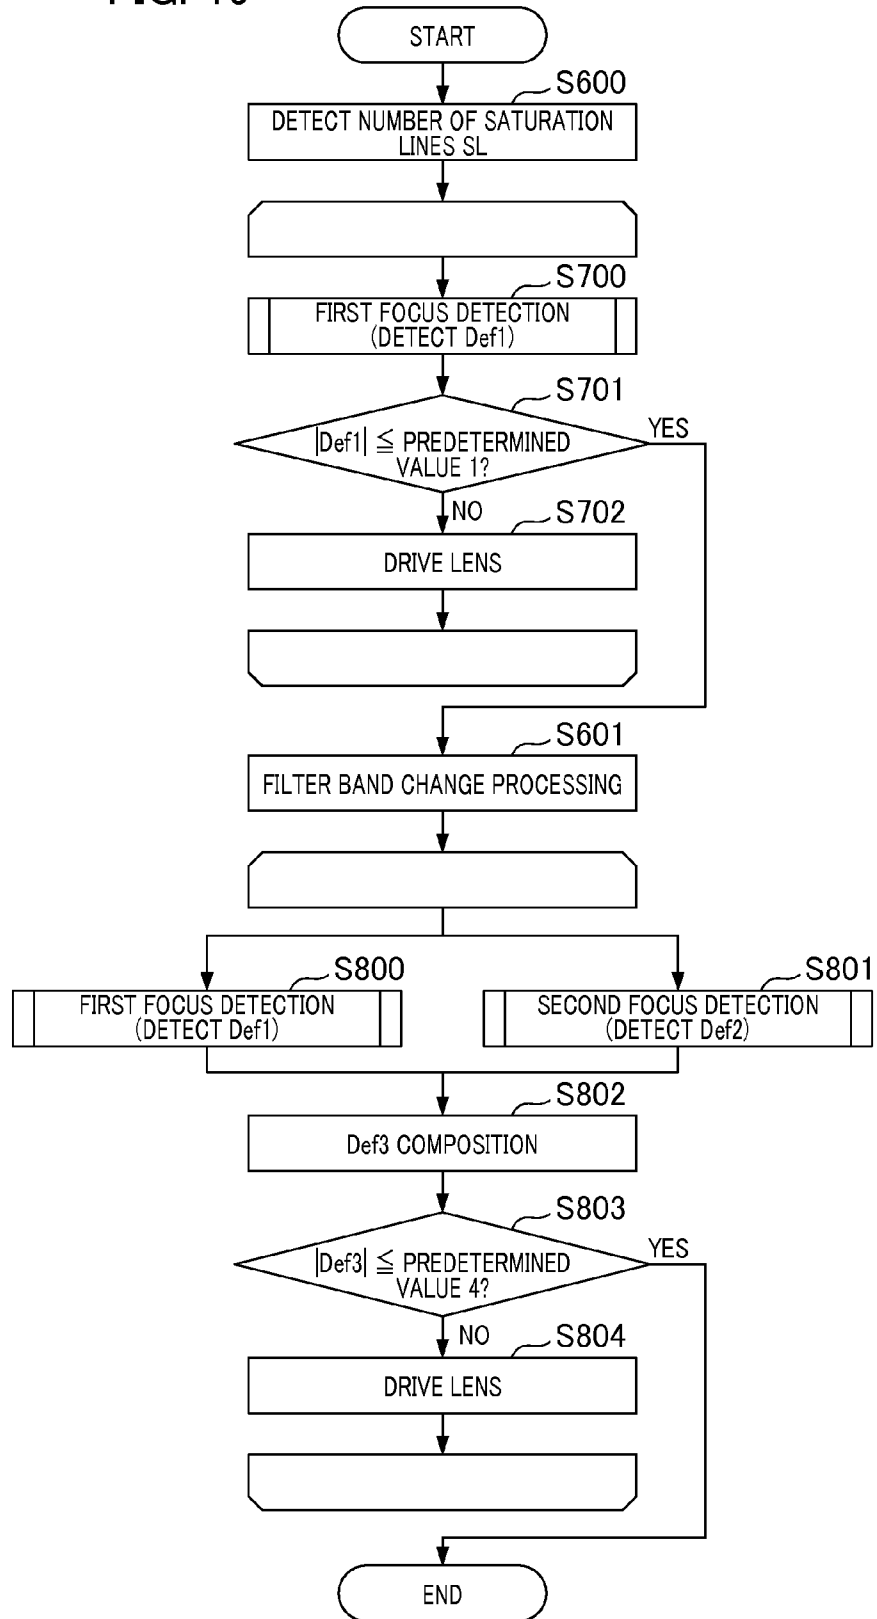 START
S600
DETECT NUMBER OF SATURATION
LINES SL
S700
FIRST FOCUS DETECTION
(DETECT Def1)
S701
|Def1| ≦ PREDETERMINED
VALUE 1?
YES
NO
S702
DRIVE LENS
S601
FILTER BAND CHANGE PROCESSING
S800
FIRST FOCUS DETECTION
(DETECT Def1)
S801
SECOND FOCUS DETECTION
(DETECT Def2)
S802
Def3 COMPOSITION
S803
|Def3| ≦ PREDETERMINED
VALUE 4?
YES
NO
S804
DRIVE LENS
END